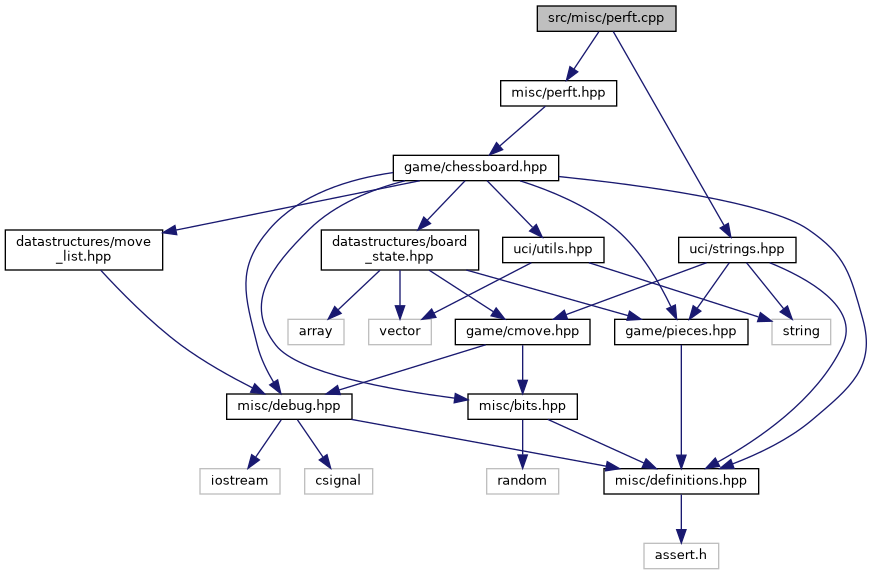 src/misc/perft.cpp
misc/perft.hpp
game/chessboard.hpp
datastructures/move
_list.hpp
datastructures/board
_state.hpp
uci/utils.hpp
uci/strings.hpp
array
vector
game/cmove.hpp
game/pieces.hpp
string
misc/debug.hpp
misc/bits.hpp
iostream
csignal
random
misc/definitions.hpp
assert.h